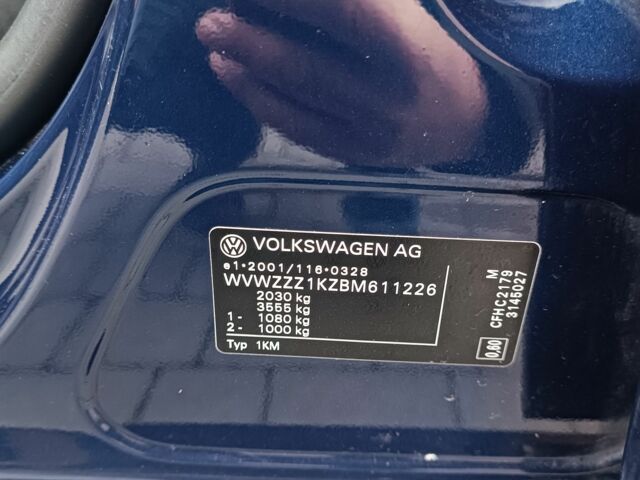 VOLKSWAGEN AG
e1*2001/116*0328
WVWZZZ1KZBM611226
2030 kg
3555 kg
1- 1080 kg
2- 1000 kg
Typ 1KM
M
CFHC2179
3145027
0,60